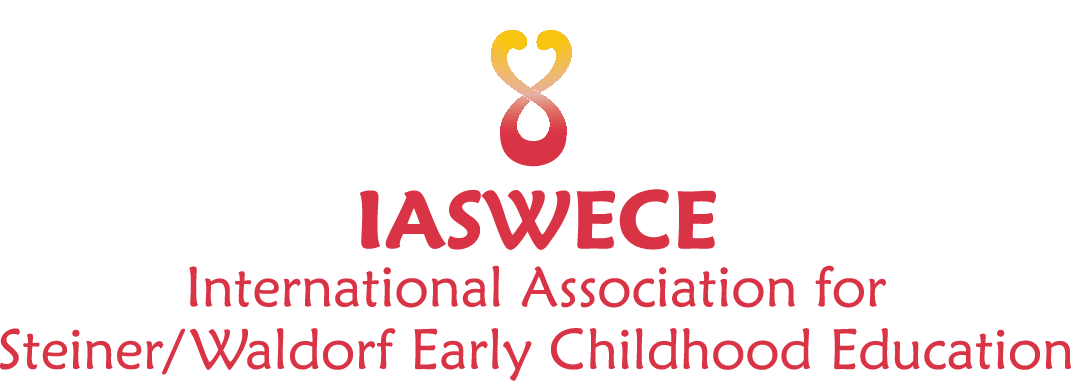 IASWECE
International Association for
Steiner/Waldorf Early Childhood Education